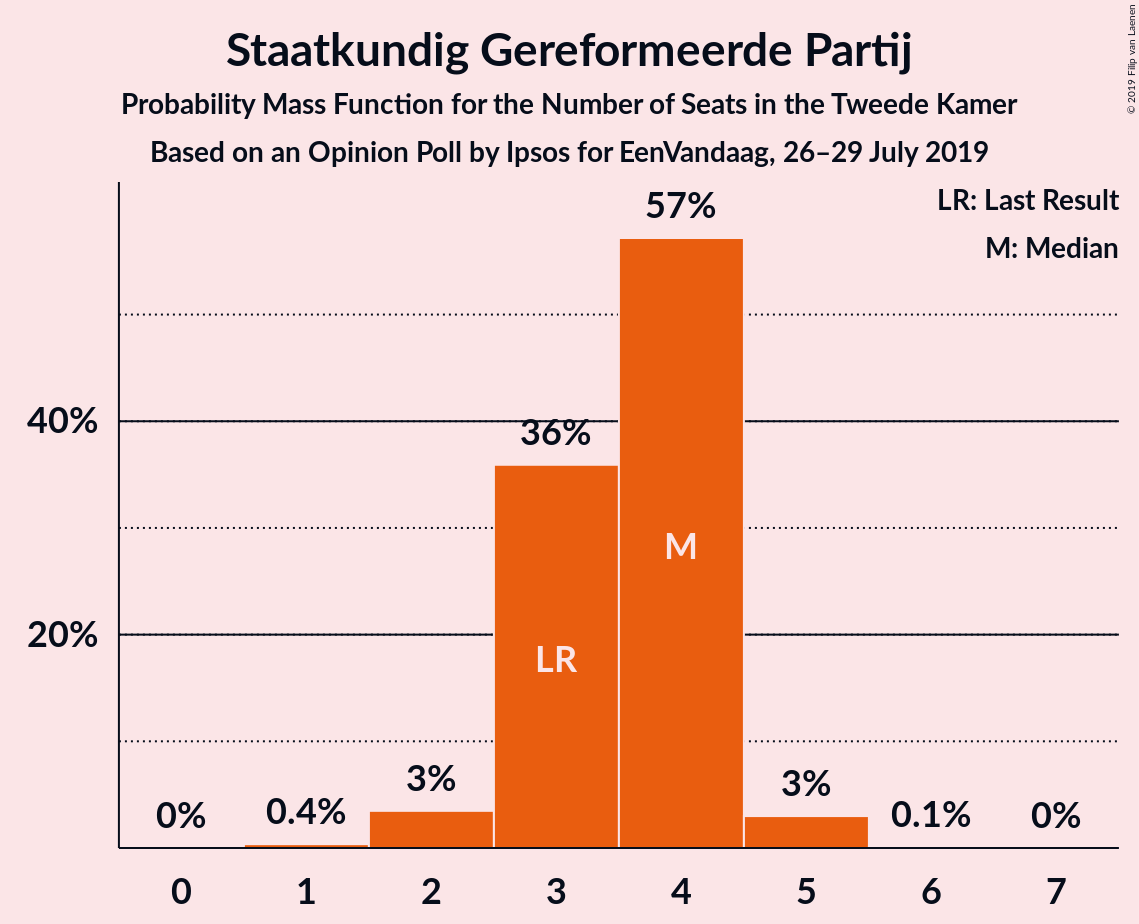 Staatkundig Gereformeerde Partij
Probability Mass Function for the Number of Seats in the Tweede Kamer
Based on an Opinion Poll by Ipsos for EenVandaag, 26–29 July 2019
© 2019 Filip van Laenen
LR: Last Result
M: Median
57%
40%
36%
M
20%
LR
3%
3%
0%
0.4%
0.1%
0%
0 1 2 3 4 5 6 7